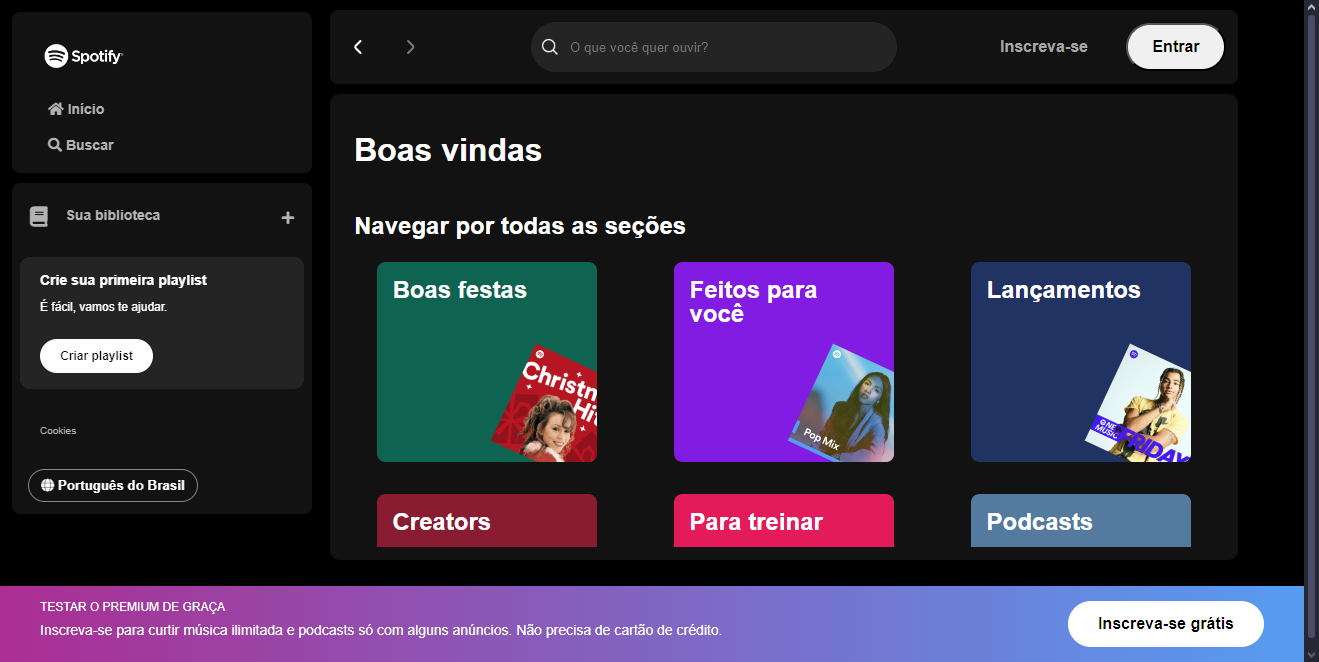 Spotify
Início
Buscar
Sua biblioteca
Crie sua primeira playlist
É fácil, vamos te ajudar.
Criar playlist
Cookies
Português do Brasil
O que você quer ouvir?
Inscreva-se
Entrar
Boas vindas
Navegar por todas as seções
Boas festas
Christm
Hit
Feitos para
você
Pop Mix
Lançamentos
NE
MUSIC
FRIDAY
Creators
Para treinar
Podcasts
TESTAR O PREMIUM DE GRAÇA
Inscreva-se para curtir música ilimitada e podcasts só com alguns anúncios. Não precisa de cartão de crédito.
Inscreva-se grátis